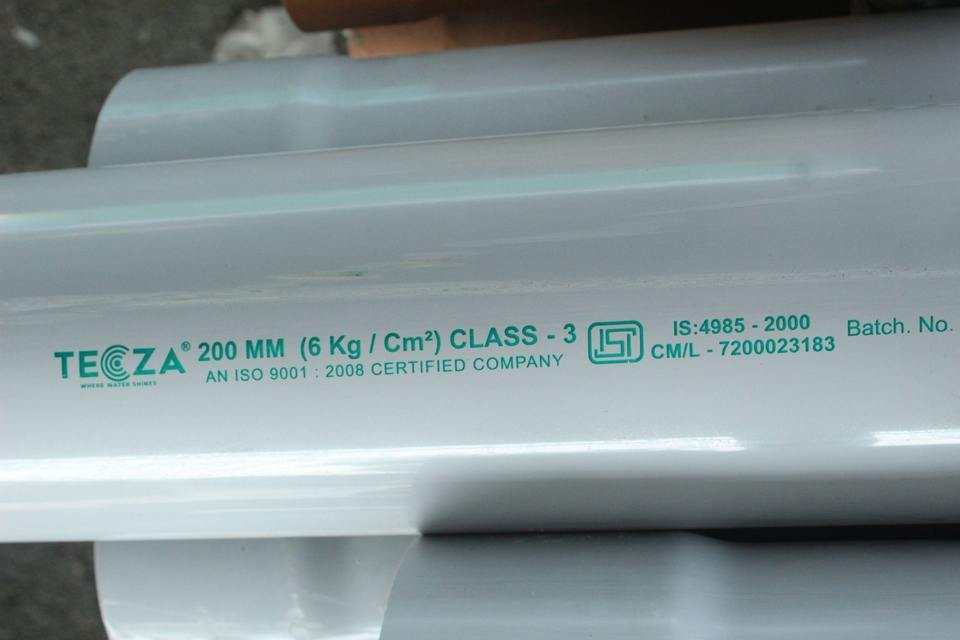 TECZA® 200 MM (6 Kg / Cm²) CLASS - 3
WHERE WATER SHINES
AN ISO 9001 : 2008 CERTIFIED COMPANY
ISI
IS:4985 - 2000
CM/L - 7200023183
Batch. No.